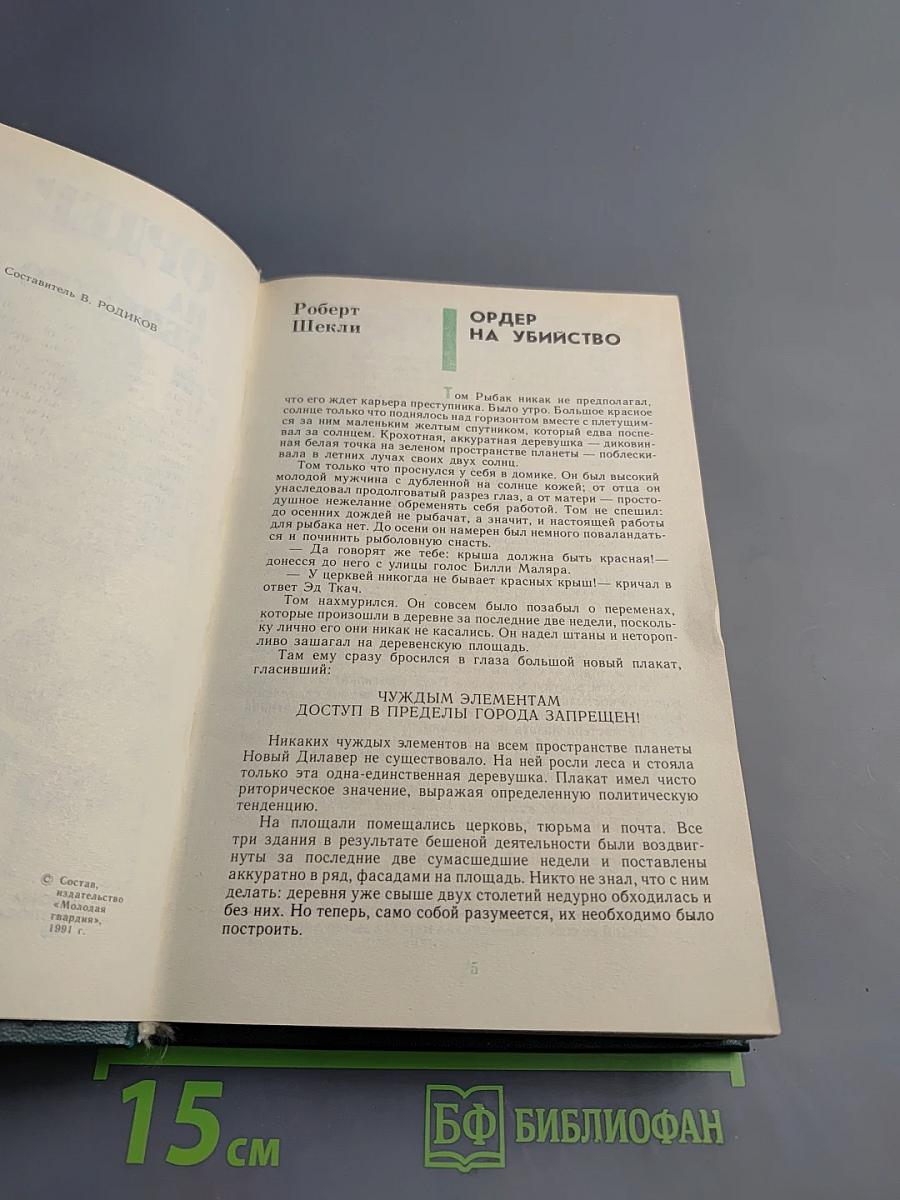 Составитель В. РОДИКОВ
© Состав,
издательство
«Молодая
гвардия»,
1991 г.
Роберт
Шекли
ОРДЕР
НА УБИЙСТВО
Том Рыбак никак не предполагал,
что его ждет карьера преступника. Было утро. Большое красное
солнце только что поднялось над горизонтом вместе с плетущим-
ся за ним маленьким желтым спутником, который едва поспе-
вал за солнцем. Крохотная, аккуратная деревушка — диковин-
ная белая точка на зеленом пространстве планеты — поблески-
вала в летних лучах своих двух солнц.
Том только что проснулся у себя в домике. Он был высокий
молодой мужчина с дубленной на солнце кожей; от отца он
унаследовал продолговатый разрез глаз, а от матери — просто-
душное нежелание обременять себя работой. Том не спешил:
до осенних дождей не рыбачат, а значит, и настоящей работы
для рыбака нет. До осени он намерен был немного поваландать-
ся и починить рыболовную снасть.
— Да говорят же тебе: крыша должна быть красная!—
донесся до него с улицы голос Билли Маляра.
— У церквей никогда не бывает красных крыш!— кричал в
ответ Эд Ткач.
Том нахмурился. Он совсем было позабыл о переменах,
которые произошли в деревне за последние две недели, посколь-
ку лично его они никак не касались. Он надел штаны и нетороп-
ливо зашагал на деревенскую площадь.
Там ему сразу бросился в глаза большой новый плакат,
гласивший:
ЧУЖДЫМ ЭЛЕМЕНТАМ
ДОСТУП В ПРЕДЕЛЫ ГОРОДА ЗАПРЕЩЕН!
Никаких чуждых элементов на всем пространстве планеты
Новый Дилавер не существовало. На ней росли леса и стояла
только эта одна-единственная деревушка. Плакат имел чисто
риторическое значение, выражая определенную политическую
тенденцию.
На площали помещались церковь, тюрьма и почта. Все
три здания в результате бешеной деятельности были воздвиг-
нуты за последние две сумасшедшие недели и поставлены
аккуратно в ряд, фасадами на площадь. Никто не знал, что с ним
делать: деревня уже свыше двух столетий недурно обходилась и
без них. Но теперь, само собой разумеется, их необходимо было
построить.
5
15 см
БФ БИБЛИОФАН